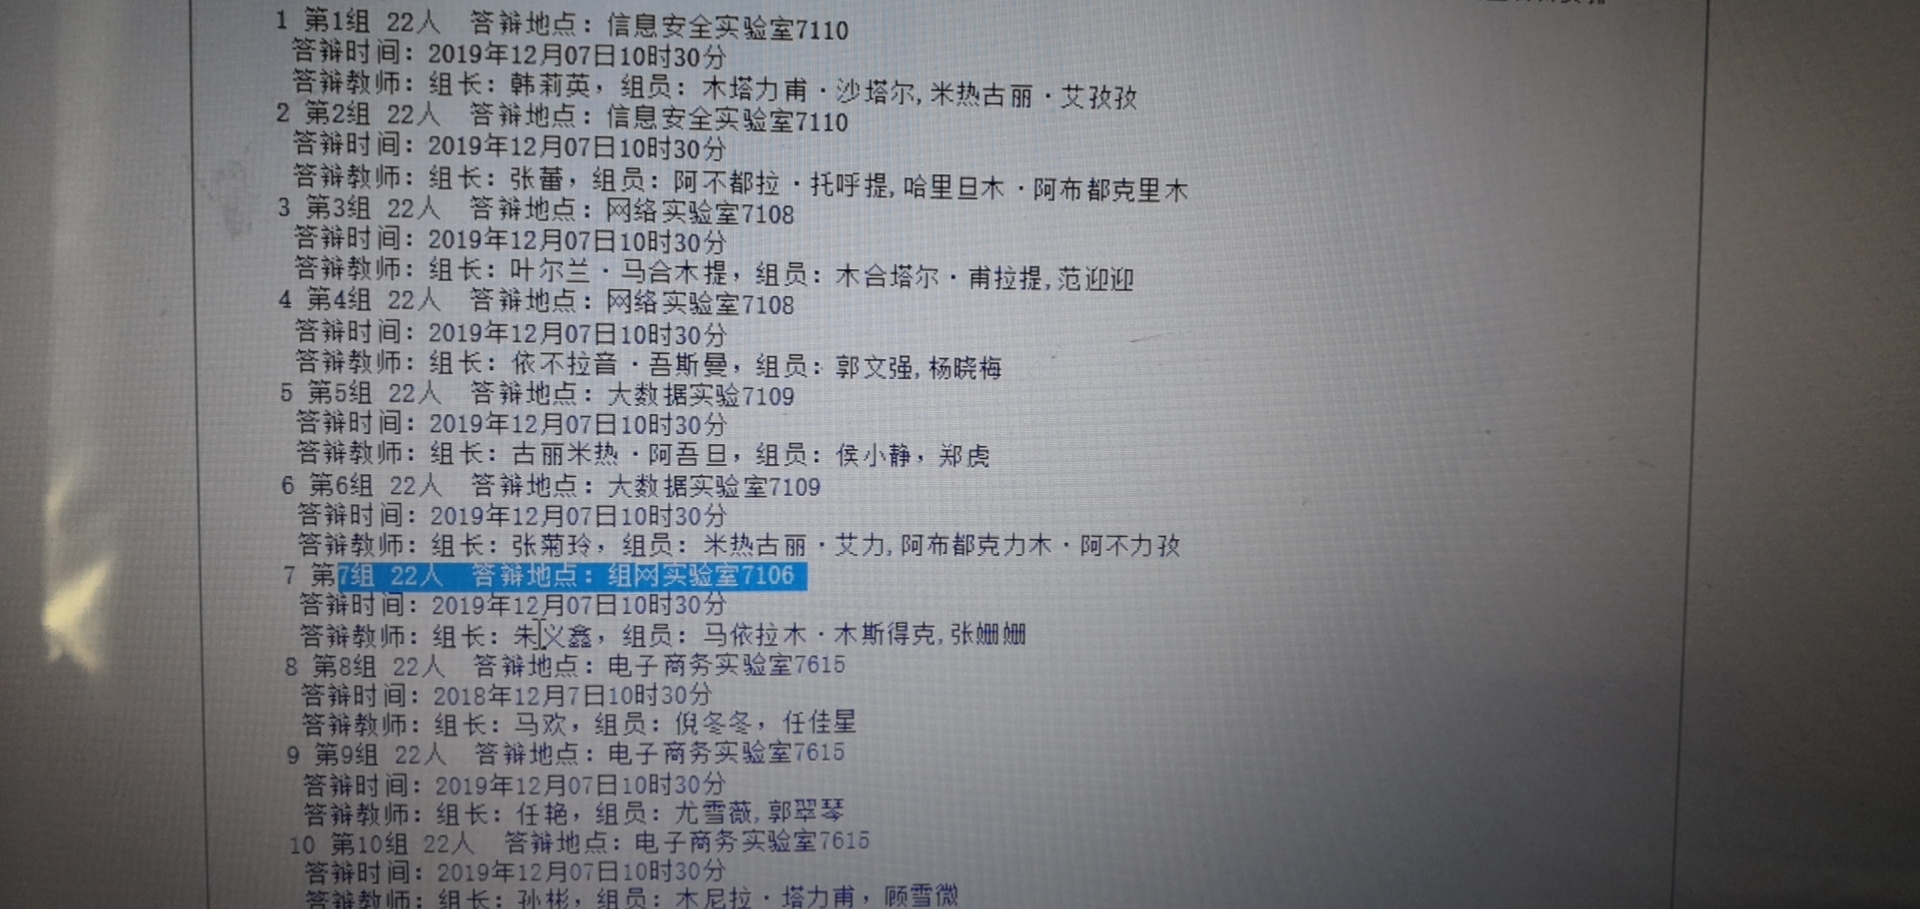 1 第1组 22人 答辩地点：信息安全实验室7110
答辩时间：2019年12月07日10时30分
答辩教师：组长：韩莉英，组员：木塔力甫·沙塔尔,米热古丽·艾孜孜
2 第2组 22人 答辩地点：信息安全实验室7110
答辩时间：2019年12月07日10时30分
答辩教师：组长：张蕾，组员：阿不都拉·托呼提,哈里旦木·阿布都克里木
3 第3组 22人 答辩地点：网络实验室7108
答辩时间：2019年12月07日10时30分
答辩教师：组长：叶尔兰·马合木提，组员：木合塔尔·甫拉提,范迎迎
4 第4组 22人 答辩地点：网络实验室7108
答辩时间：2019年12月07日10时30分
答辩教师：组长：依不拉音·吾斯曼，组员：郭文强,杨晓梅
5 第5组 22人 答辩地点：大数据实验7109
答辩时间：2019年12月07日10时30分
答辩教师：组长：古丽米热·阿吾旦，组员：侯小静，郑虎
6 第6组 22人 答辩地点：大数据实验室7109
答辩时间：2019年12月07日10时30分
答辩教师：组长：张菊玲，组员：米热古丽·艾力,阿布都克力木·阿不力孜
7 第7组 22人 答辩地点：组网实验室7106
答辩时间：2019年12月07日10时30分
答辩教师：组长：朱义鑫，组员：马依拉木·木斯得克,张姗姗
8 第8组 22人 答辩地点：电子商务实验室7615
答辩时间：2018年12月7日10时30分
答辩教师：组长：马欢，组员：倪冬冬，任佳星
9 第9组 22人 答辩地点：电子商务实验室7615
答辩时间：2019年12月07日10时30分
答辩教师：组长：任艳，组员：尤雪薇,郭翠琴
10 第10组 22人 答辩地点：电子商务实验室7615
答辩时间：2019年12月07日10时30分
答辩教师：组长：孙彬，组员：木尼拉·塔力甫，顾雪微